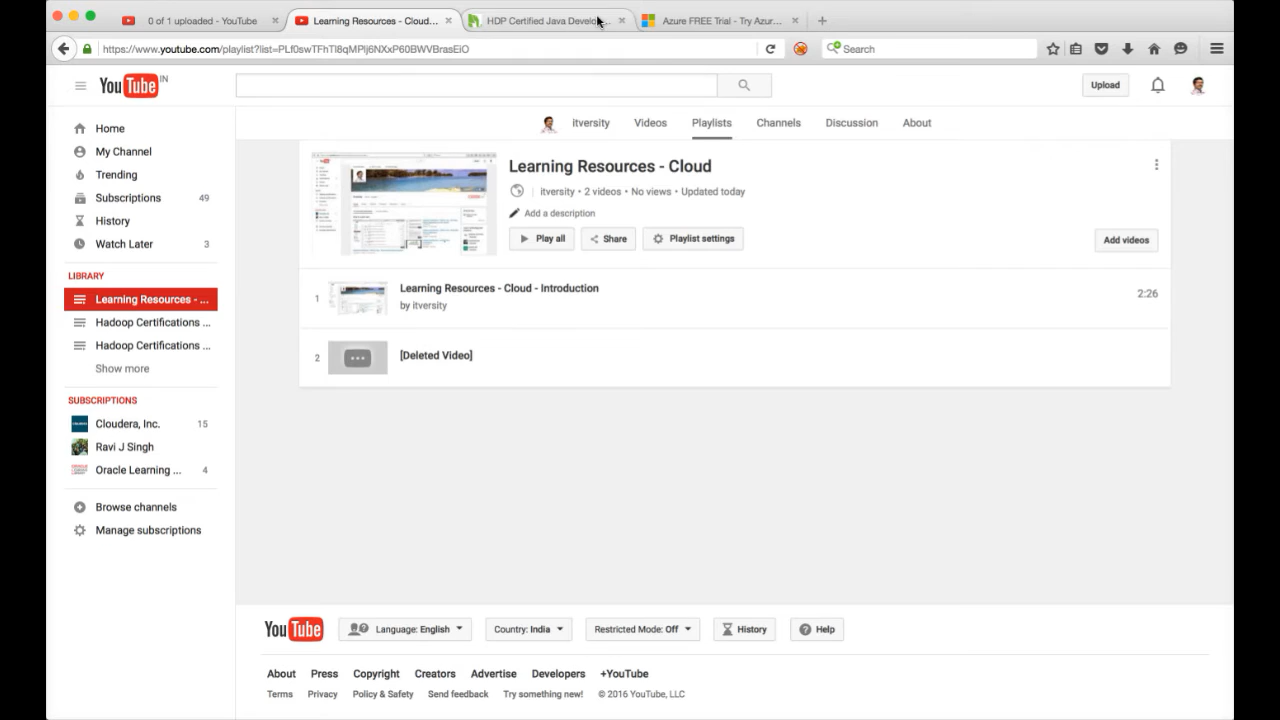 0 of 1 uploaded - YouTube
Learning Resources - Cloud...
HDP Certified Java Develo...
Azure FREE Trial - Try Azur...
https://www.youtube.com/playlist?list=PLf0swTFhTI8qMPlj6NXxP60BWVBrasEiO
Search
YouTube IN
Upload
Home
My Channel
Trending
Subscriptions 49
History
Watch Later 3
LIBRARY
Learning Resources - ...
Hadoop Certifications ...
Hadoop Certifications ...
Show more
SUBSCRIPTIONS
Cloudera, Inc. 15
Ravi J Singh
Oracle Learning ... 4
Browse channels
Manage subscriptions
itversity Videos Playlists Channels Discussion About
Learning Resources - Cloud
itversity • 2 videos • No views • Updated today
Add a description
Play all Share Playlist settings
Add videos
1 Learning Resources - Cloud - Introduction 2:26
by itversity
2 [Deleted Video]
YouTube Language: English Country: India Restricted Mode: Off History Help
About Press Copyright Creators Advertise Developers +YouTube
Terms Privacy Policy & Safety Send feedback Try something new! © 2016 YouTube, LLC